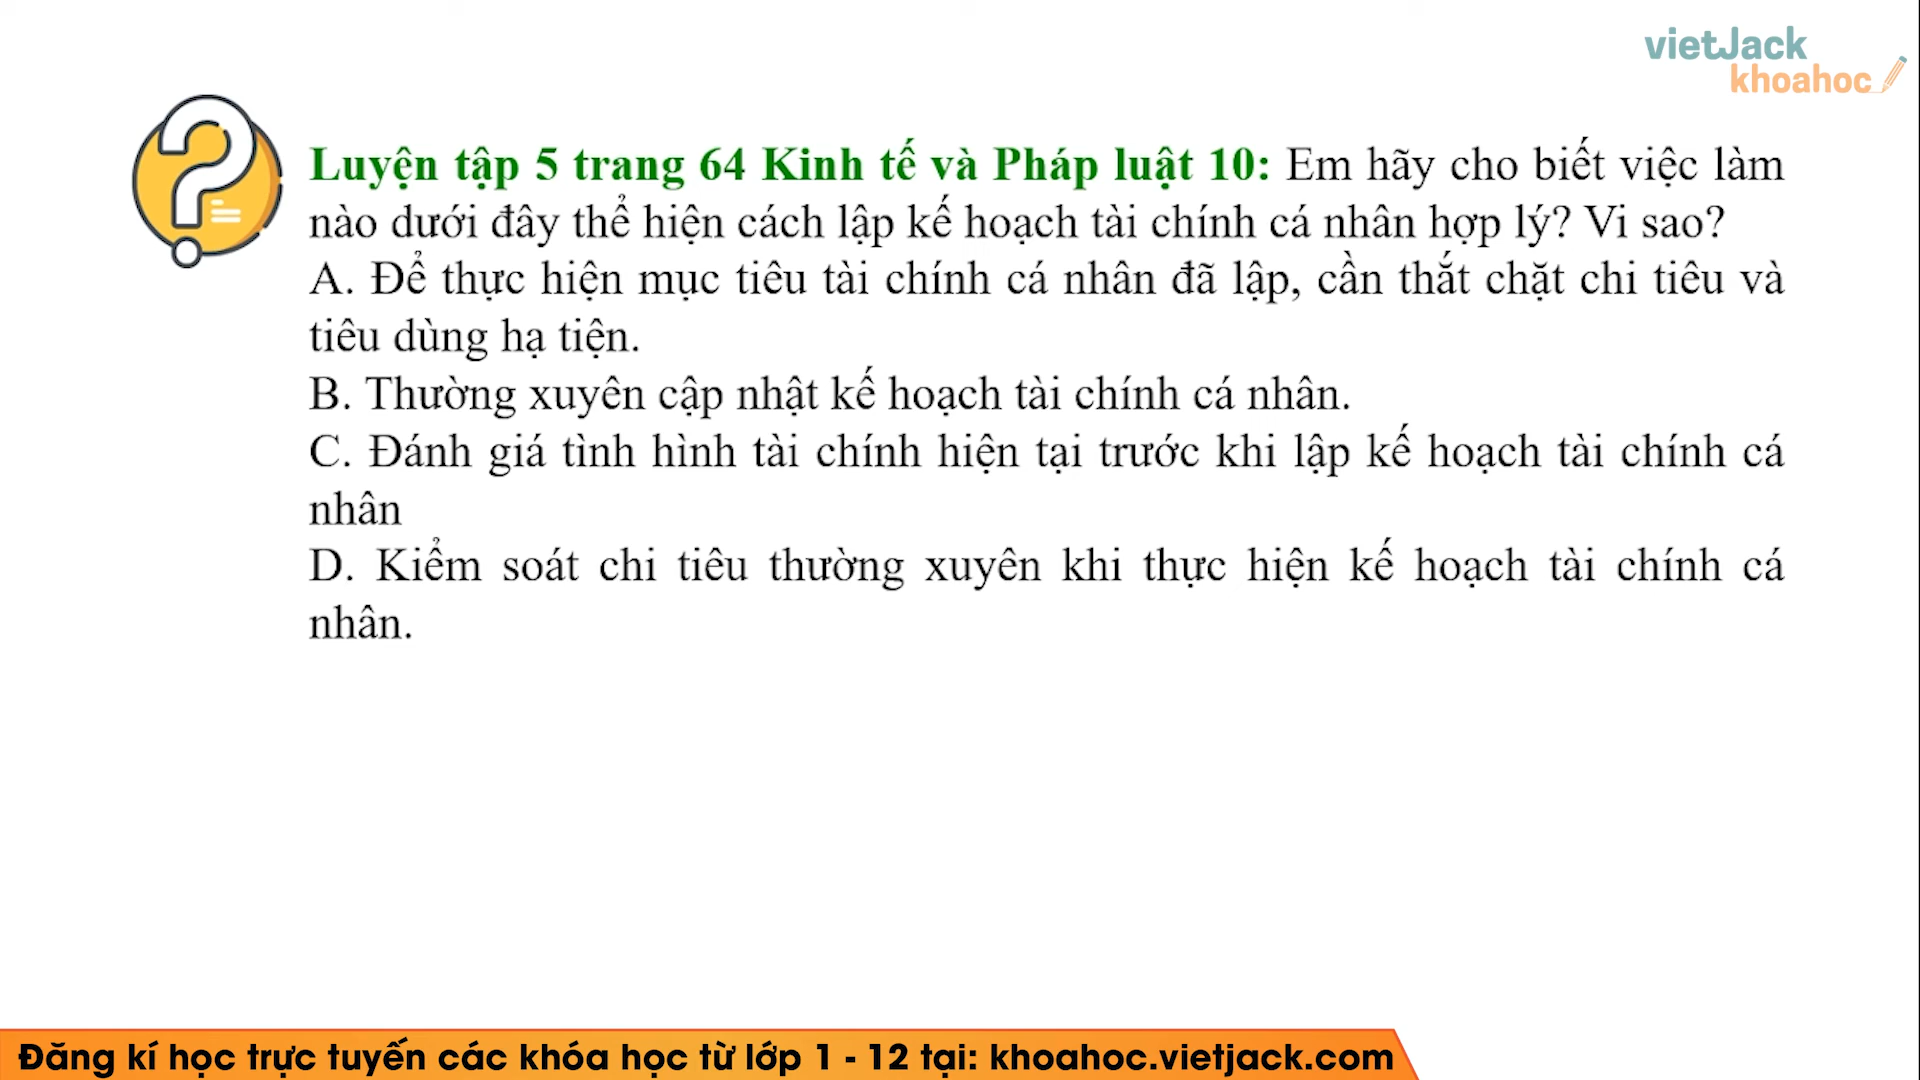 vietJack
khoahoc
Luyện tập 5 trang 64 Kinh tế và Pháp luật 10: Em hãy cho biết việc làm
nào dưới đây thể hiện cách lập kế hoạch tài chính cá nhân hợp lý? Vi sao?
A. Để thực hiện mục tiêu tài chính cá nhân đã lập, cần thắt chặt chi tiêu và
tiêu dùng hạ tiện.
B. Thường xuyên cập nhật kế hoạch tài chính cá nhân.
C. Đánh giá tình hình tài chính hiện tại trước khi lập kế hoạch tài chính cá
nhân
D. Kiểm soát chi tiêu thường xuyên khi thực hiện kế hoạch tài chính cá
nhân.
Đăng kí học trực tuyến các khóa học từ lớp 1 - 12 tại: khoahoc.vietjack.com